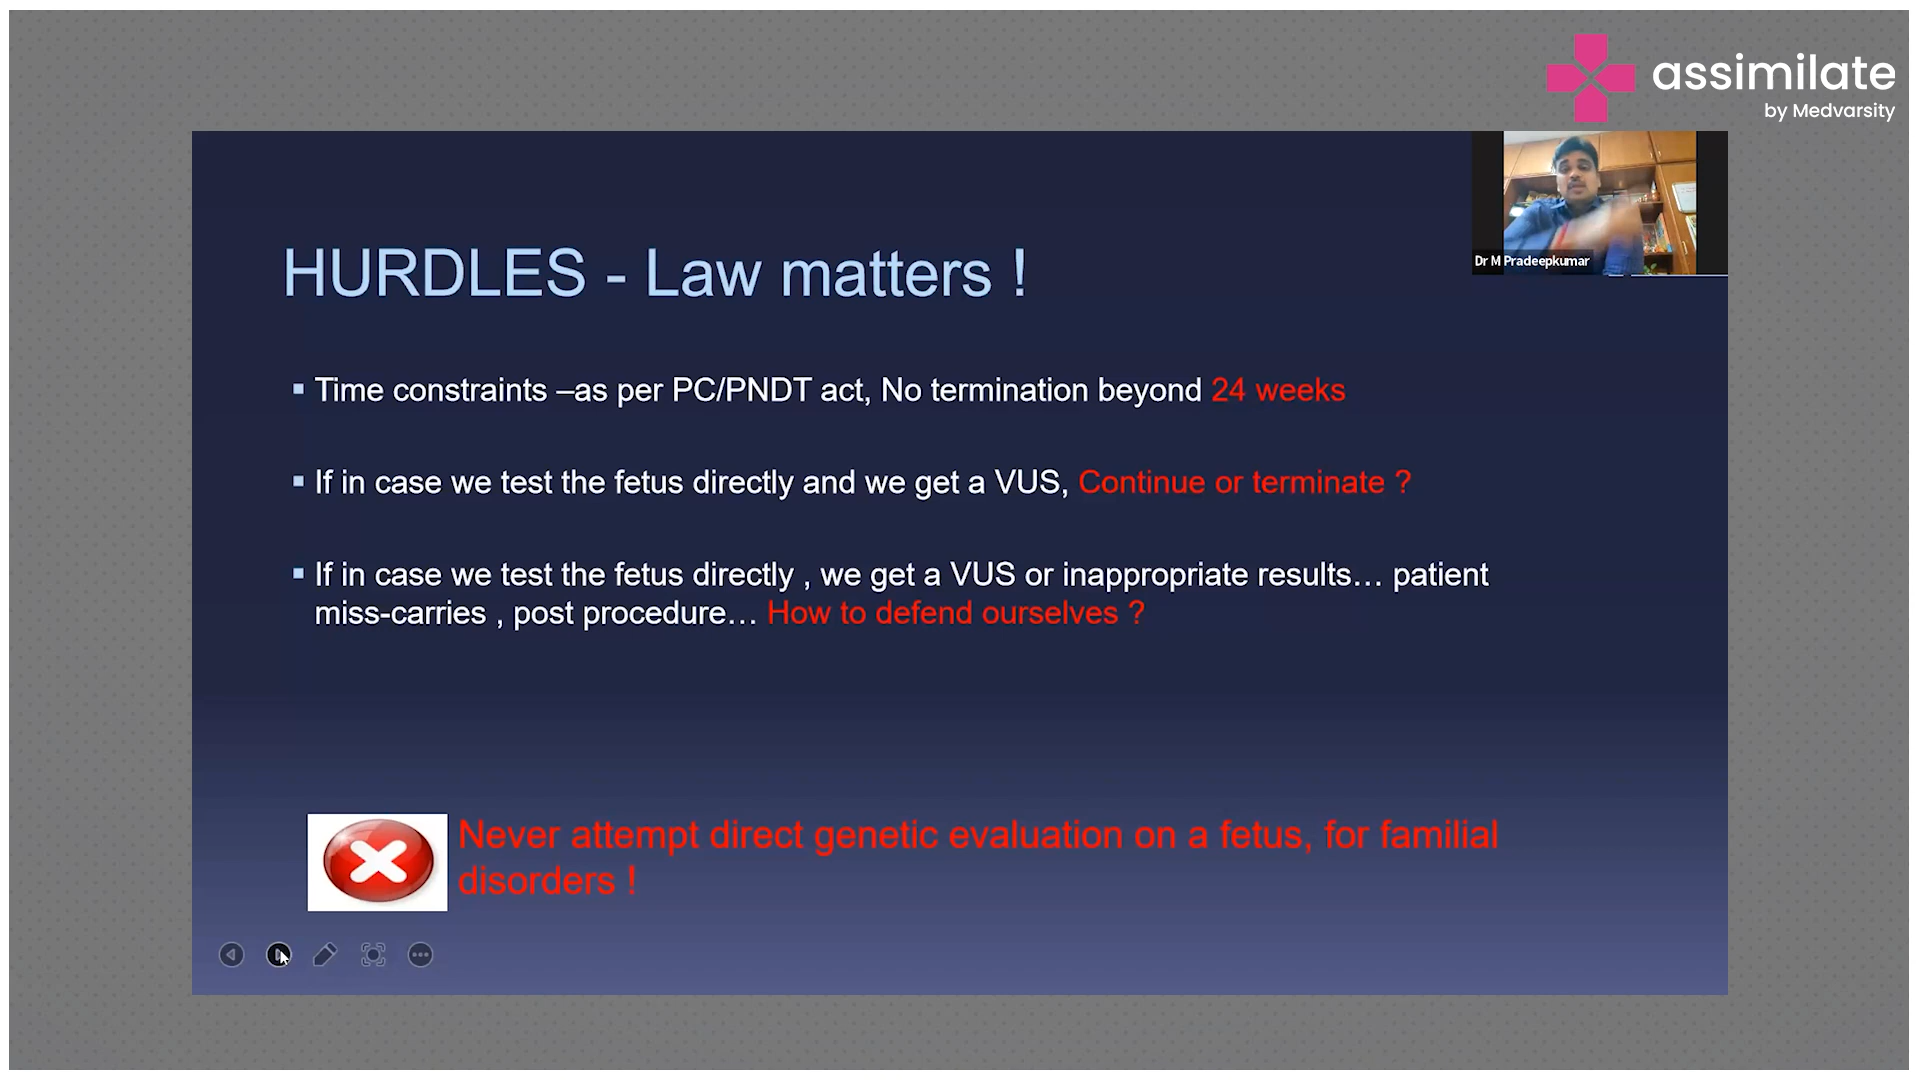 assimilate
by Medvarsity
Dr M Pradeepkumar
HURDLES - Law matters !
Time constraints –as per PC/PNDT act, No termination beyond 24 weeks
If in case we test the fetus directly and we get a VUS, Continue or terminate ?
If in case we test the fetus directly , we get a VUS or inappropriate results… patient
miss-carries , post procedure… How to defend ourselves ?
Never attempt direct genetic evaluation on a fetus, for familial
disorders !